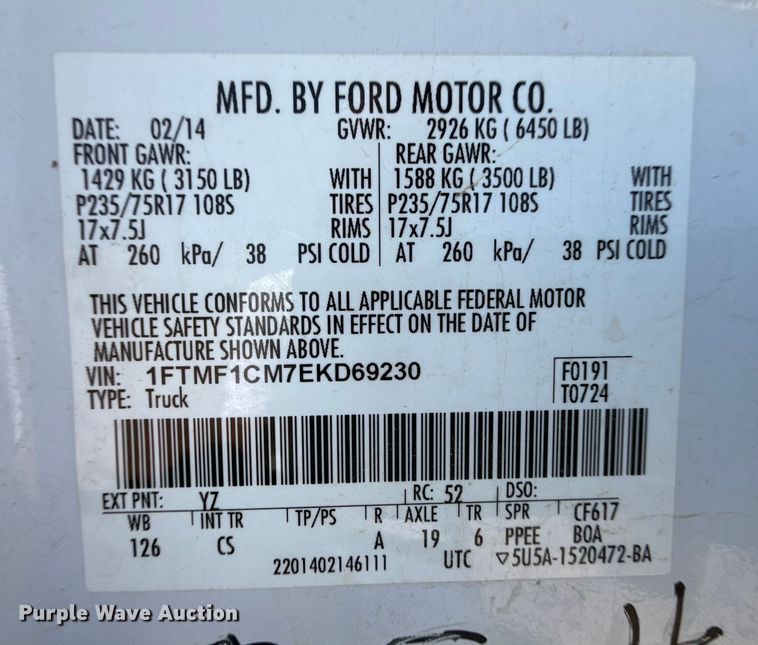 MFD. BY FORD MOTOR CO.
DATE: 02/14 GVWR: 2926 KG ( 6450 LB)
FRONT GAWR: REAR GAWR:
1429 KG ( 3150 LB) WITH 1588 KG ( 3500 LB) WITH
P235/75R17 108S TIRES P235/75R17 108S TIRES
17x7.5J RIMS 17x7.5J RIMS
AT 260 kPa/ 38 PSI COLD AT 260 kPa/ 38 PSI COLD
THIS VEHICLE CONFORMS TO ALL APPLICABLE FEDERAL MOTOR
VEHICLE SAFETY STANDARDS IN EFFECT ON THE DATE OF
MANUFACTURE SHOWN ABOVE.
VIN: 1FTMF1CM7EKD69230 F0191
TYPE: Truck T0724
EXT PNT: YZ RC: 52 DSO:
WB INT TR TP/PS R AXLE TR SPR CF617
126 CS A 19 6 PPEE BOA
2201402146111 UTC ▽5U5A-1520472-BA
Purple Wave Auction